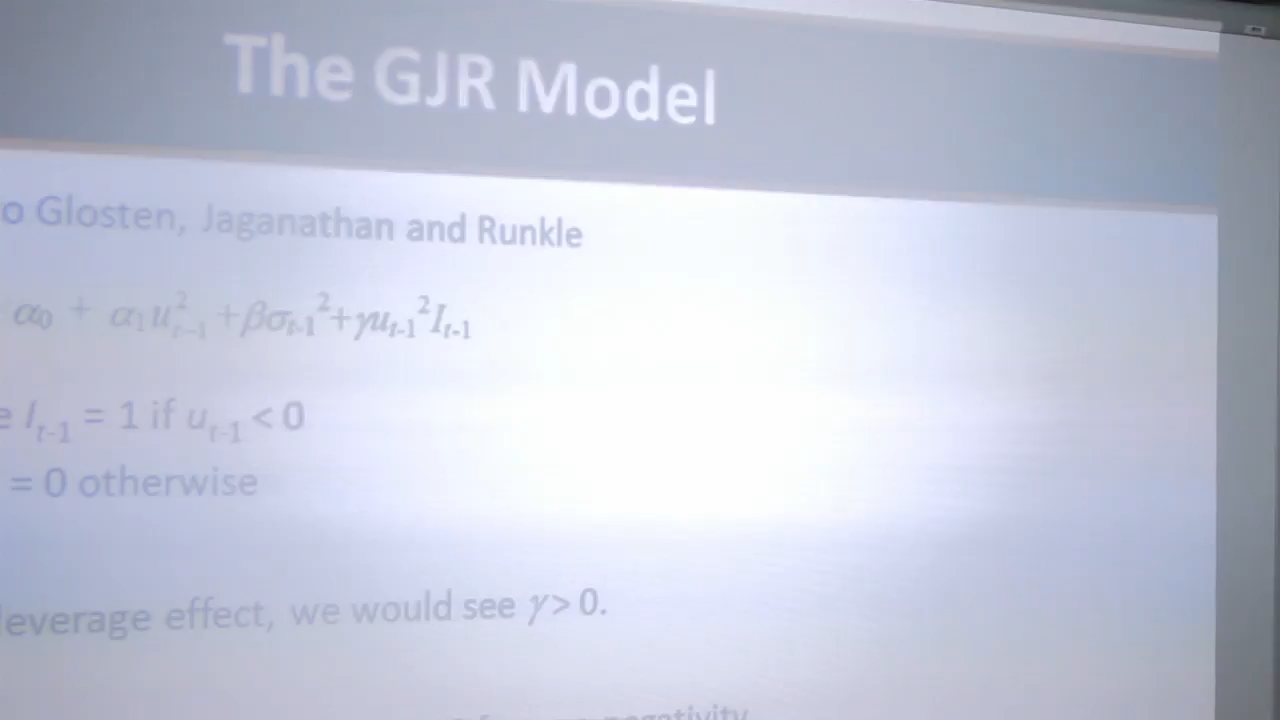 The GJR Model
o Glosten, Jaganathan and Runkle
α₀ + α₁u²ₜ₋₁ +βσₜ₋₁²+γuₜ₋₁²Iₜ₋₁
e Iₜ₋₁ = 1 if uₜ₋₁ < 0
= 0 otherwise
leverage effect, we would see γ > 0.